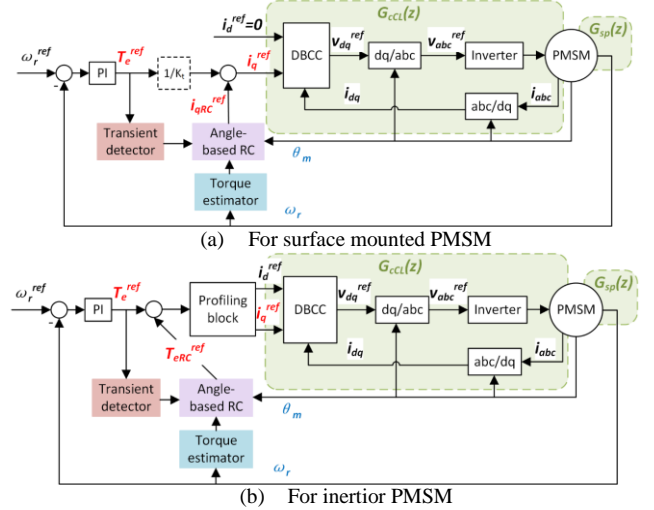 i_d^ref=0
G_cCL(z)
G_sp(z)
ω_r^ref
T_e^ref
i_q^ref
v_dq^ref
v_abc^ref
PI
1/K_t
DBCC
dq/abc
Inverter
PMSM
-
i_qRC^ref
i_dq
abc/dq
i_abc
Transient
detector
Angle-
based RC
θ_m
Torque
estimator
ω_r
(a) For surface mounted PMSM
G_cCL(z)
i_d^ref
G_sp(z)
ω_r^ref
T_e^ref
v_dq^ref
v_abc^ref
PI
Profiling
block
i_q^ref
DBCC
dq/abc
Inverter
PMSM
-
T_eRC^ref
i_dq
abc/dq
i_abc
Transient
detector
Angle-
based RC
θ_m
Torque
estimator
ω_r
(b) For inertior PMSM